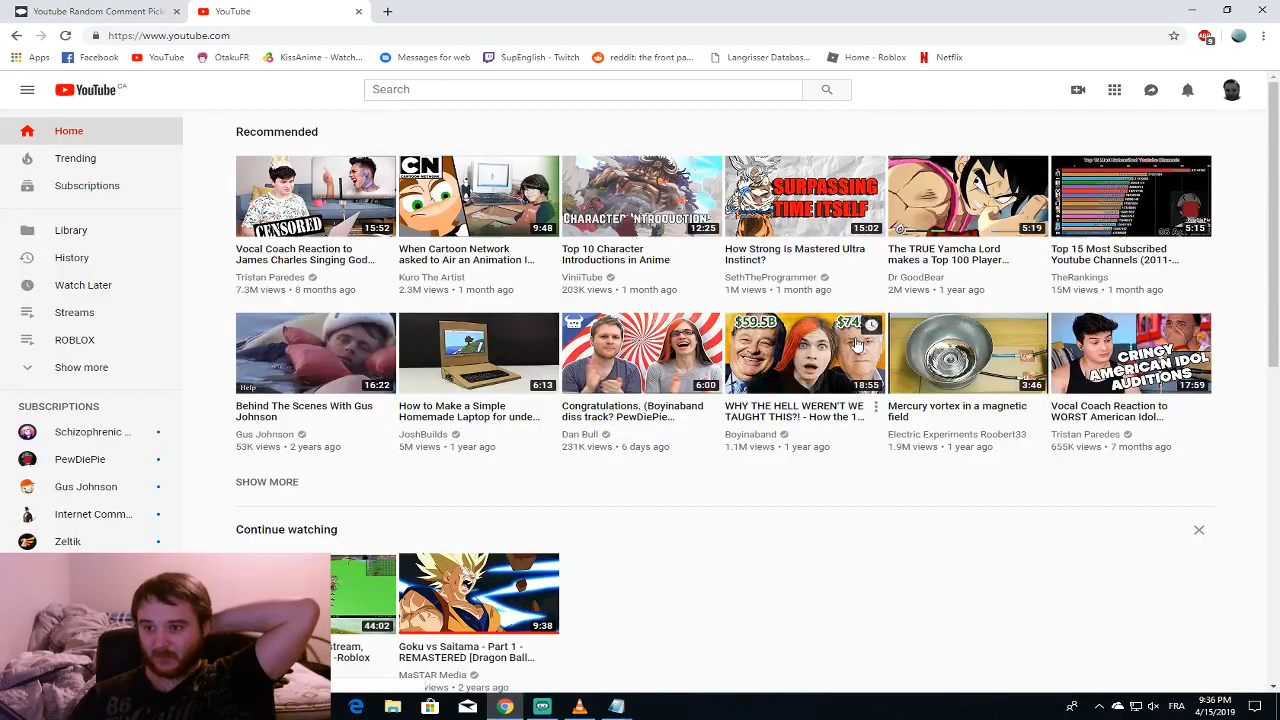 Youtube Random Comment Pick
YouTube
https://www.youtube.com
Apps
Facebook
YouTube
OtakuFR
KissAnime - Watch...
Messages for web
SupEnglish - Twitch
reddit: the front pa...
Langrisser Databas...
Home - Roblox
Netflix
YouTube CA
Search
Home
Trending
Subscriptions
Library
History
Watch Later
Streams
ROBLOX
Show more
SUBSCRIPTIONS
Schizophrenic ...
PewDiePie
Gus Johnson
Internet Comm...
Zeltik
Recommended
CENSORED
15:52
CN
CARTOON NETWORK
9:48
CHARACTER INTRODUCTIONS
12:25
SURPASSING
TIME ITSELF
15:02
5:19
Top 15 Most Subscribed Youtube Channels
5:15
Vocal Coach Reaction to
James Charles Singing God...
Tristan Paredes
7.3M views • 8 months ago
When Cartoon Network
asked to Air an Animation I...
Kuro The Artist
2.3M views • 1 month ago
Top 10 Character
Introductions in Anime
ViniiTube
203K views • 1 month ago
How Strong Is Mastered Ultra
Instinct?
SethTheProgrammer
1M views • 1 month ago
The TRUE Yamcha Lord
makes a Top 100 Player...
Dr GoodBear
2M views • 1 year ago
Top 15 Most Subscribed
Youtube Channels (2011-...
TheRankings
15M views • 1 month ago
Help
16:22
6:13
6:00
$59.5B
$74.
18:55
3:46
CRINGY
AMERICAN IDOL
AUDITIONS
17:59
Behind The Scenes With Gus
Johnson
Gus Johnson
53K views • 2 years ago
How to Make a Simple
Homemade Laptop for unde...
JoshBuilds
5M views • 1 year ago
Congratulations. (Boyinaband
diss track? PewDiePie...
Dan Bull
231K views • 6 days ago
WHY THE HELL WEREN'T WE
TAUGHT THIS?! - How the 1...
Boyinaband
1.1M views • 1 year ago
Mercury vortex in a magnetic
field
Electric Experiments Roobert33
1.9M views • 1 year ago
Vocal Coach Reaction to
WORST American Idol...
Tristan Paredes
655K views • 7 months ago
SHOW MORE
Continue watching
44:02
9:38
tream,
-Roblox
Goku vs Saitama - Part 1 -
REMASTERED [Dragon Ball...
MaSTAR Media
views • 2 years ago
FRA
9:36 PM
4/15/2019